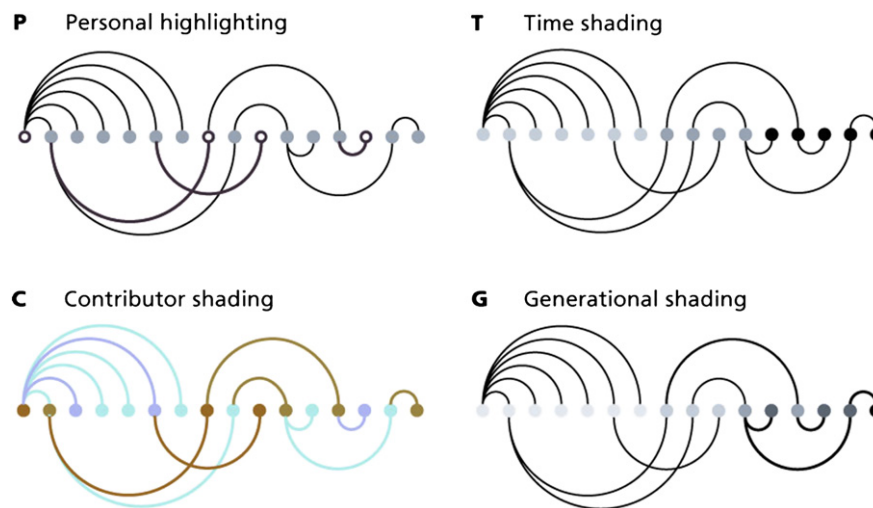 P Personal highlighting
T Time shading
C Contributor shading
G Generational shading